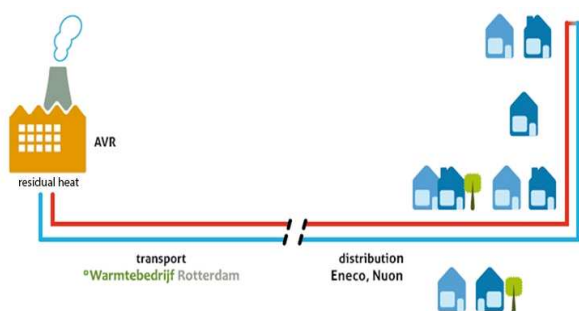 AVR
residual heat
transport
°Warmtebedrijf Rotterdam
distribution
Eneco, Nuon